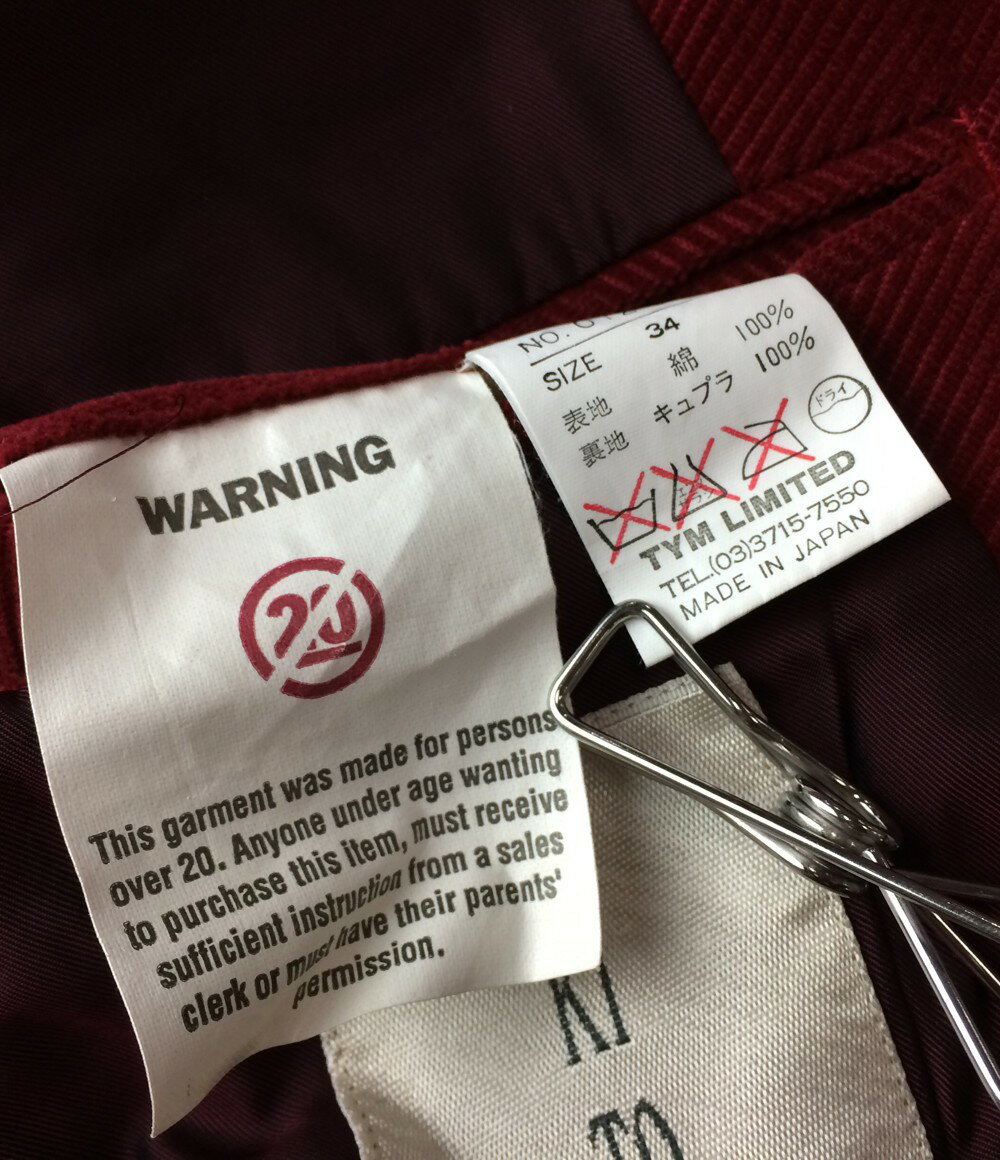 WARNING
20
This garment was made for persons
over 20. Anyone under age wanting
to purchase this item, must receive
sufficient instruction from a sales
clerk or must have their parents'
permission.
NO.
SIZE 34
表地 綿 100%
裏地 キュプラ 100%
ドライ
TYM LIMITED
TEL.(03)3715-7550
MADE IN JAPAN
TO